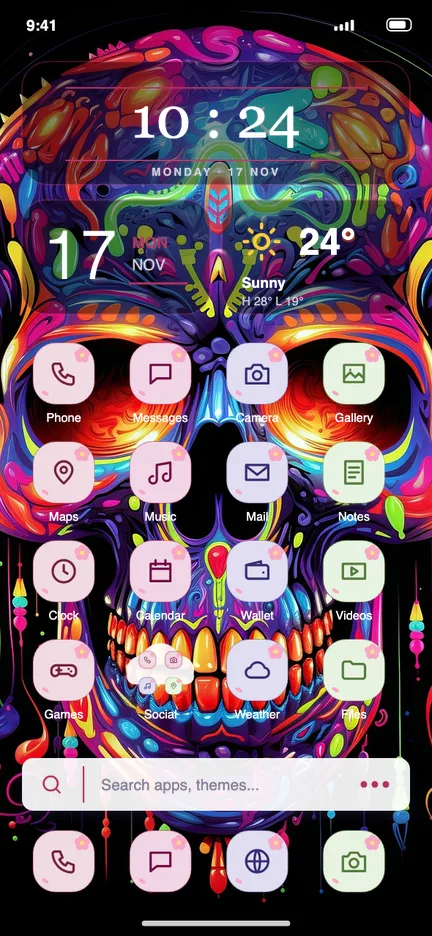 9:41
10 : 24
MONDAY · 17 NOV
17
MON
NOV
24°
Sunny
H 28° L 19°
Phone Messages Camera Gallery
Maps Music Mail Notes
Clock Calendar Wallet Videos
Games Social Weather Files
Search apps, themes...